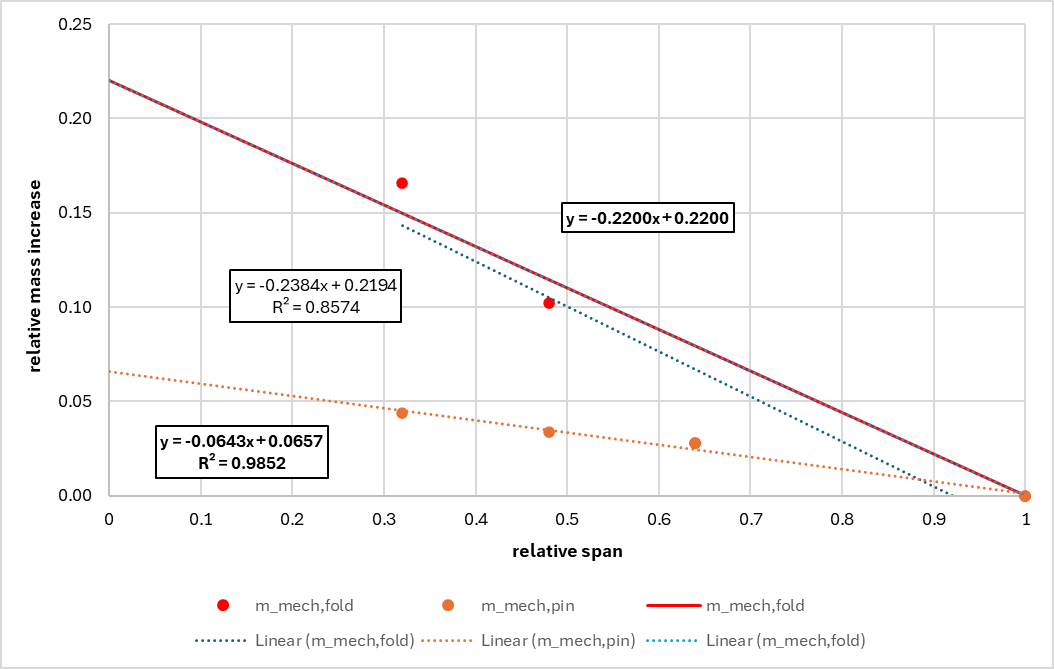 0.25
0.20
0.15
0.10
0.05
0.00
relative mass increase
y = -0.2200x + 0.2200
y = -0.2384x + 0.2194
R² = 0.8574
y = -0.0643x + 0.0657
R² = 0.9852
0 0.1 0.2 0.3 0.4 0.5 0.6 0.7 0.8 0.9 1
relative span
m_mech,fold m_mech,pin m_mech,fold
Linear (m_mech,fold) Linear (m_mech,pin) Linear (m_mech,fold)